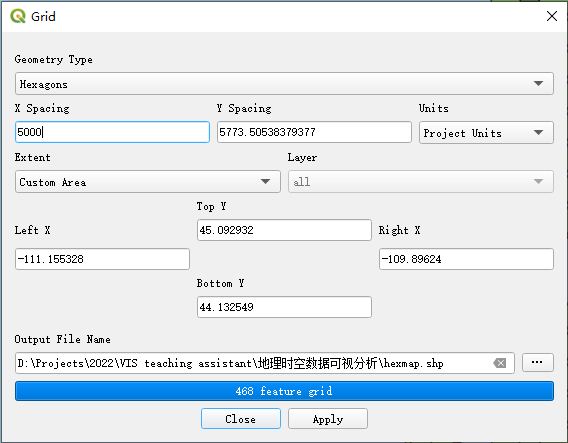 Grid
Geometry Type
Hexagons
X Spacing Y Spacing Units
5000 5773.50538379377 Project Units
Extent Layer
Custom Area all
Top Y
45.092932
Left X Right X
-111.155328 -109.89624
Bottom Y
44.132549
Output File Name
D:\Projects\2022\VIS teaching assistant\地理时空数据可视分析\hexmap.shp ...
468 feature grid
Close Apply